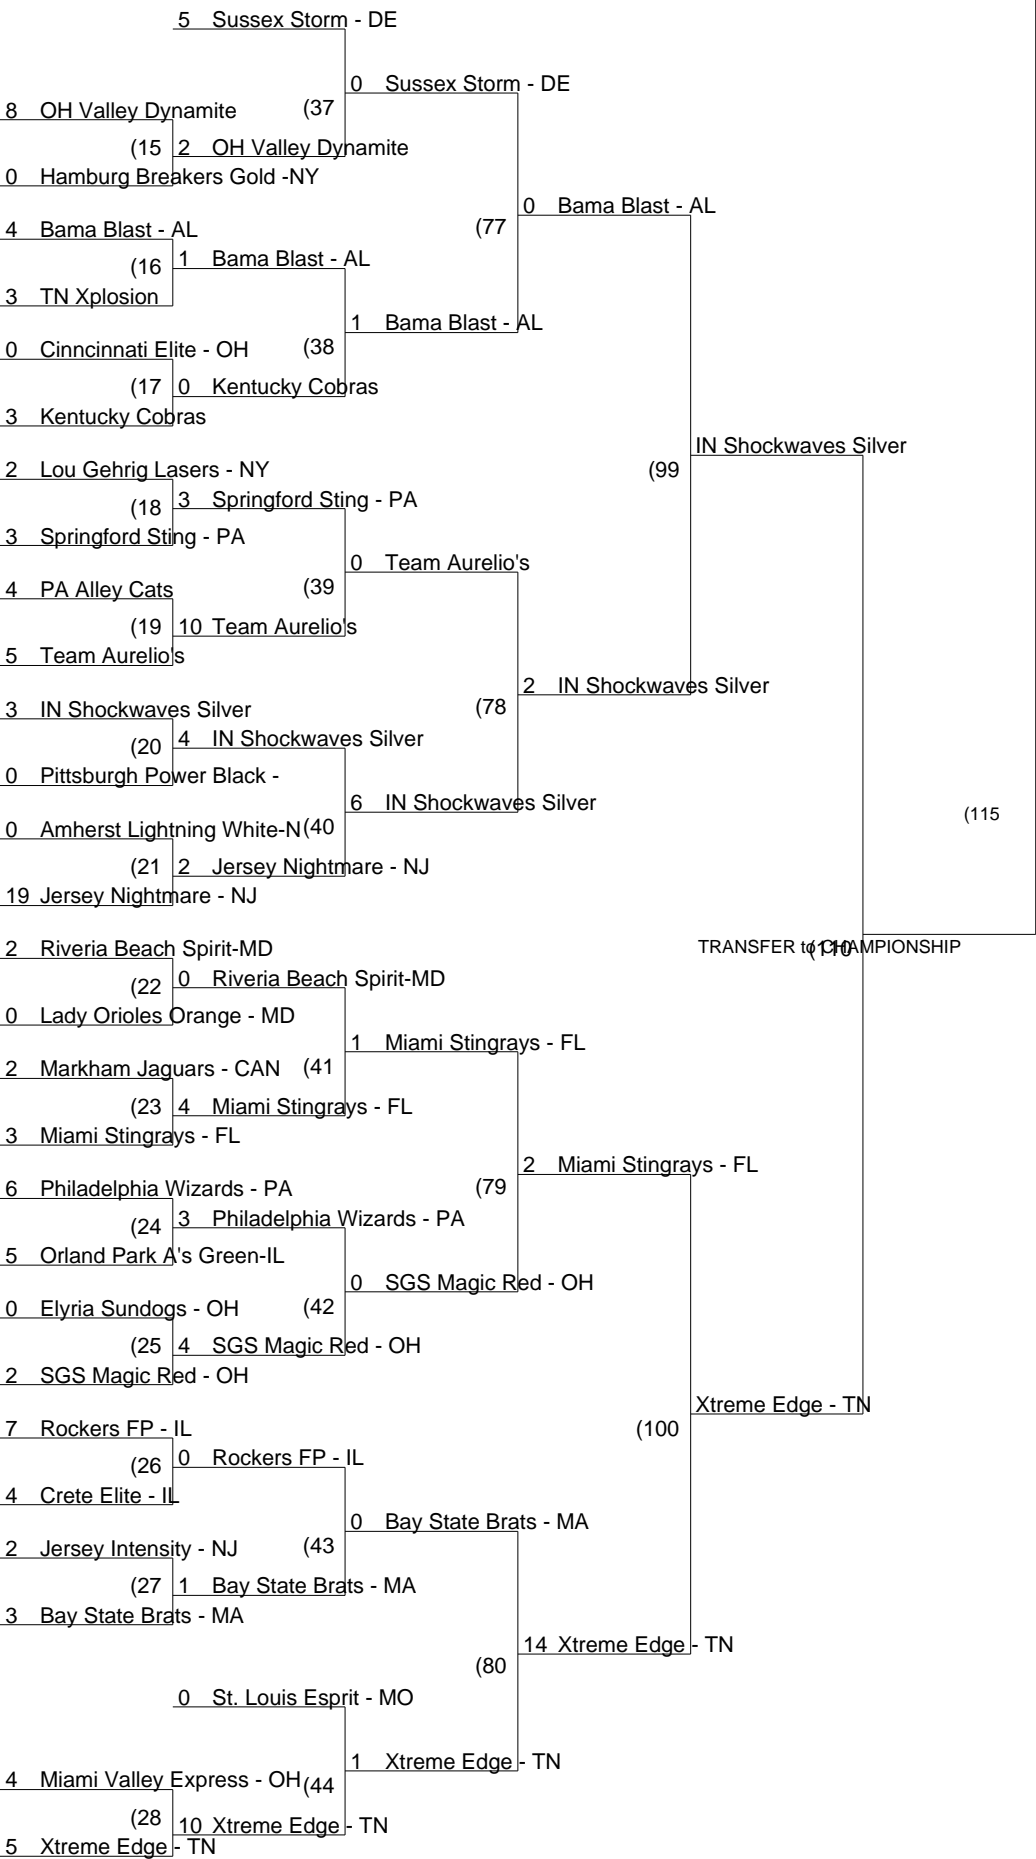 5 Sussex Storm - DE
0 Sussex Storm - DE
8 OH Valley Dynamite (37
(15 2 OH Valley Dynamite
0 Hamburg Breakers Gold -NY
0 Bama Blast - AL
4 Bama Blast - AL (77
(16 1 Bama Blast - AL
3 TN Xplosion
1 Bama Blast - AL
0 Cinncinnati Elite - OH (38
(17 0 Kentucky Cobras
3 Kentucky Cobras
IN Shockwaves Silver
2 Lou Gehrig Lasers - NY (99
(18 3 Springford Sting - PA
3 Springford Sting - PA
0 Team Aurelio's
4 PA Alley Cats (39
(19 10 Team Aurelio's
5 Team Aurelio's
2 IN Shockwaves Silver
3 IN Shockwaves Silver (78
(20 4 IN Shockwaves Silver
0 Pittsburgh Power Black -
6 IN Shockwaves Silver
(115
0 Amherst Lightning White-N (40
(21 2 Jersey Nightmare - NJ
19 Jersey Nightmare - NJ
2 Riveria Beach Spirit-MD TRANSFER to CHAMPIONSHIP (110
(22 0 Riveria Beach Spirit-MD
0 Lady Orioles Orange - MD
1 Miami Stingrays - FL
2 Markham Jaguars - CAN (41
(23 4 Miami Stingrays - FL
3 Miami Stingrays - FL
2 Miami Stingrays - FL
6 Philadelphia Wizards - PA (79
(24 3 Philadelphia Wizards - PA
5 Orland Park A's Green-IL
0 SGS Magic Red - OH
0 Elyria Sundogs - OH (42
(25 4 SGS Magic Red - OH
2 SGS Magic Red - OH
Xtreme Edge - TN
7 Rockers FP - IL (100
(26 0 Rockers FP - IL
4 Crete Elite - IL
0 Bay State Brats - MA
2 Jersey Intensity - NJ (43
(27 1 Bay State Brats - MA
3 Bay State Brats - MA
14 Xtreme Edge - TN
(80
0 St. Louis Esprit - MO
1 Xtreme Edge - TN
4 Miami Valley Express - OH (44
(28 10 Xtreme Edge - TN
5 Xtreme Edge - TN